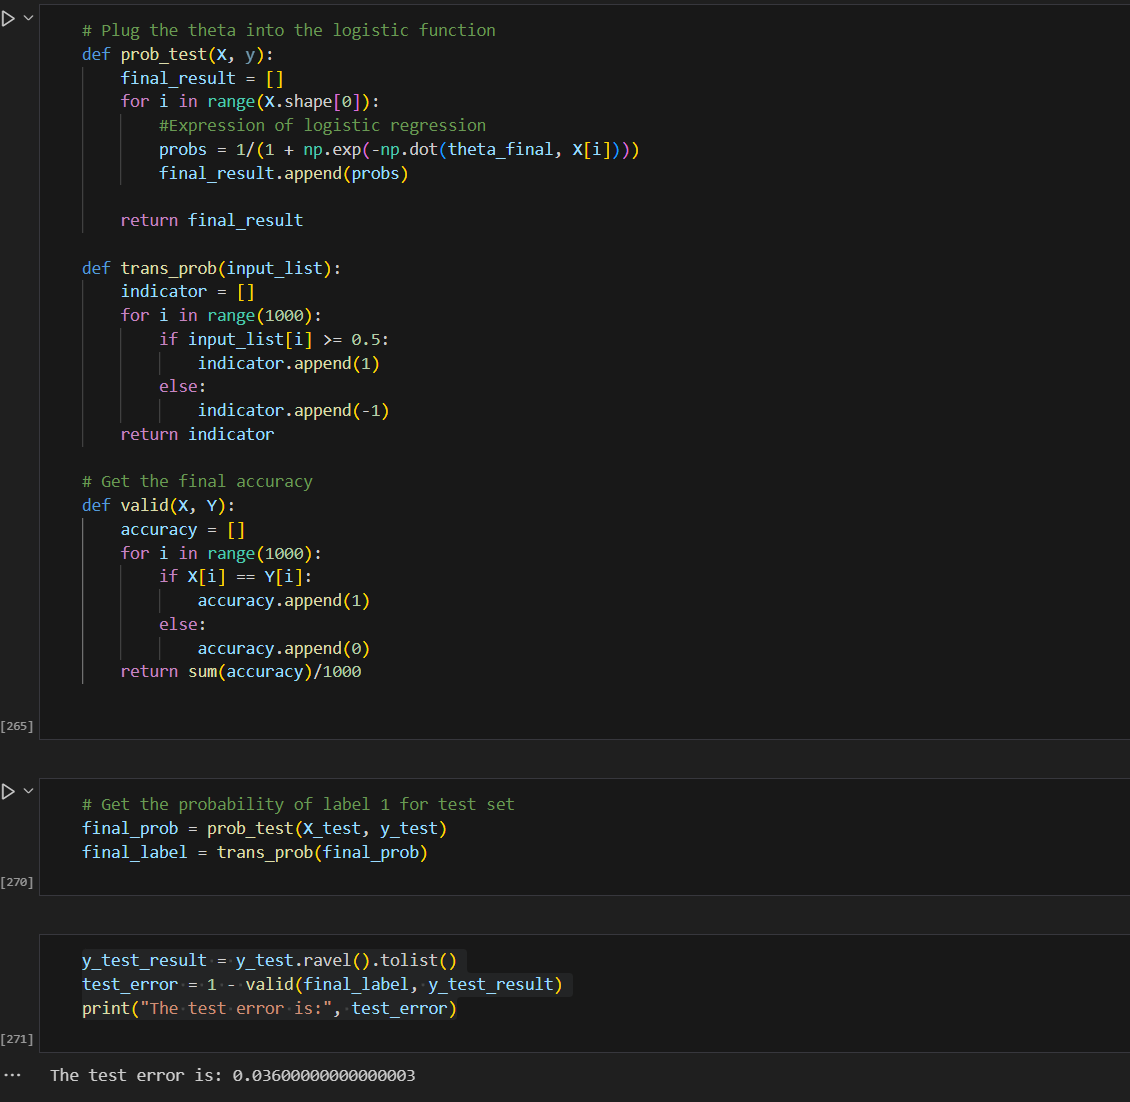 # Plug the theta into the logistic function
def prob_test(X, y):
    final_result = []
    for i in range(X.shape[0]):
        #Expression of logistic regression
        probs = 1/(1 + np.exp(-np.dot(theta_final, X[i])))
        final_result.append(probs)

    return final_result

def trans_prob(input_list):
    indicator = []
    for i in range(1000):
        if input_list[i] >= 0.5:
            indicator.append(1)
        else:
            indicator.append(-1)
    return indicator

# Get the final accuracy
def valid(X, Y):
    accuracy = []
    for i in range(1000):
        if X[i] == Y[i]:
            accuracy.append(1)
        else:
            accuracy.append(0)
    return sum(accuracy)/1000
[265]
# Get the probability of label 1 for test set
final_prob = prob_test(X_test, y_test)
final_label = trans_prob(final_prob)
[270]
y_test_result = y_test.ravel().tolist()
test_error = 1 - valid(final_label, y_test_result)
print("The test error is:", test_error)
[271]
... The test error is: 0.03600000000000003